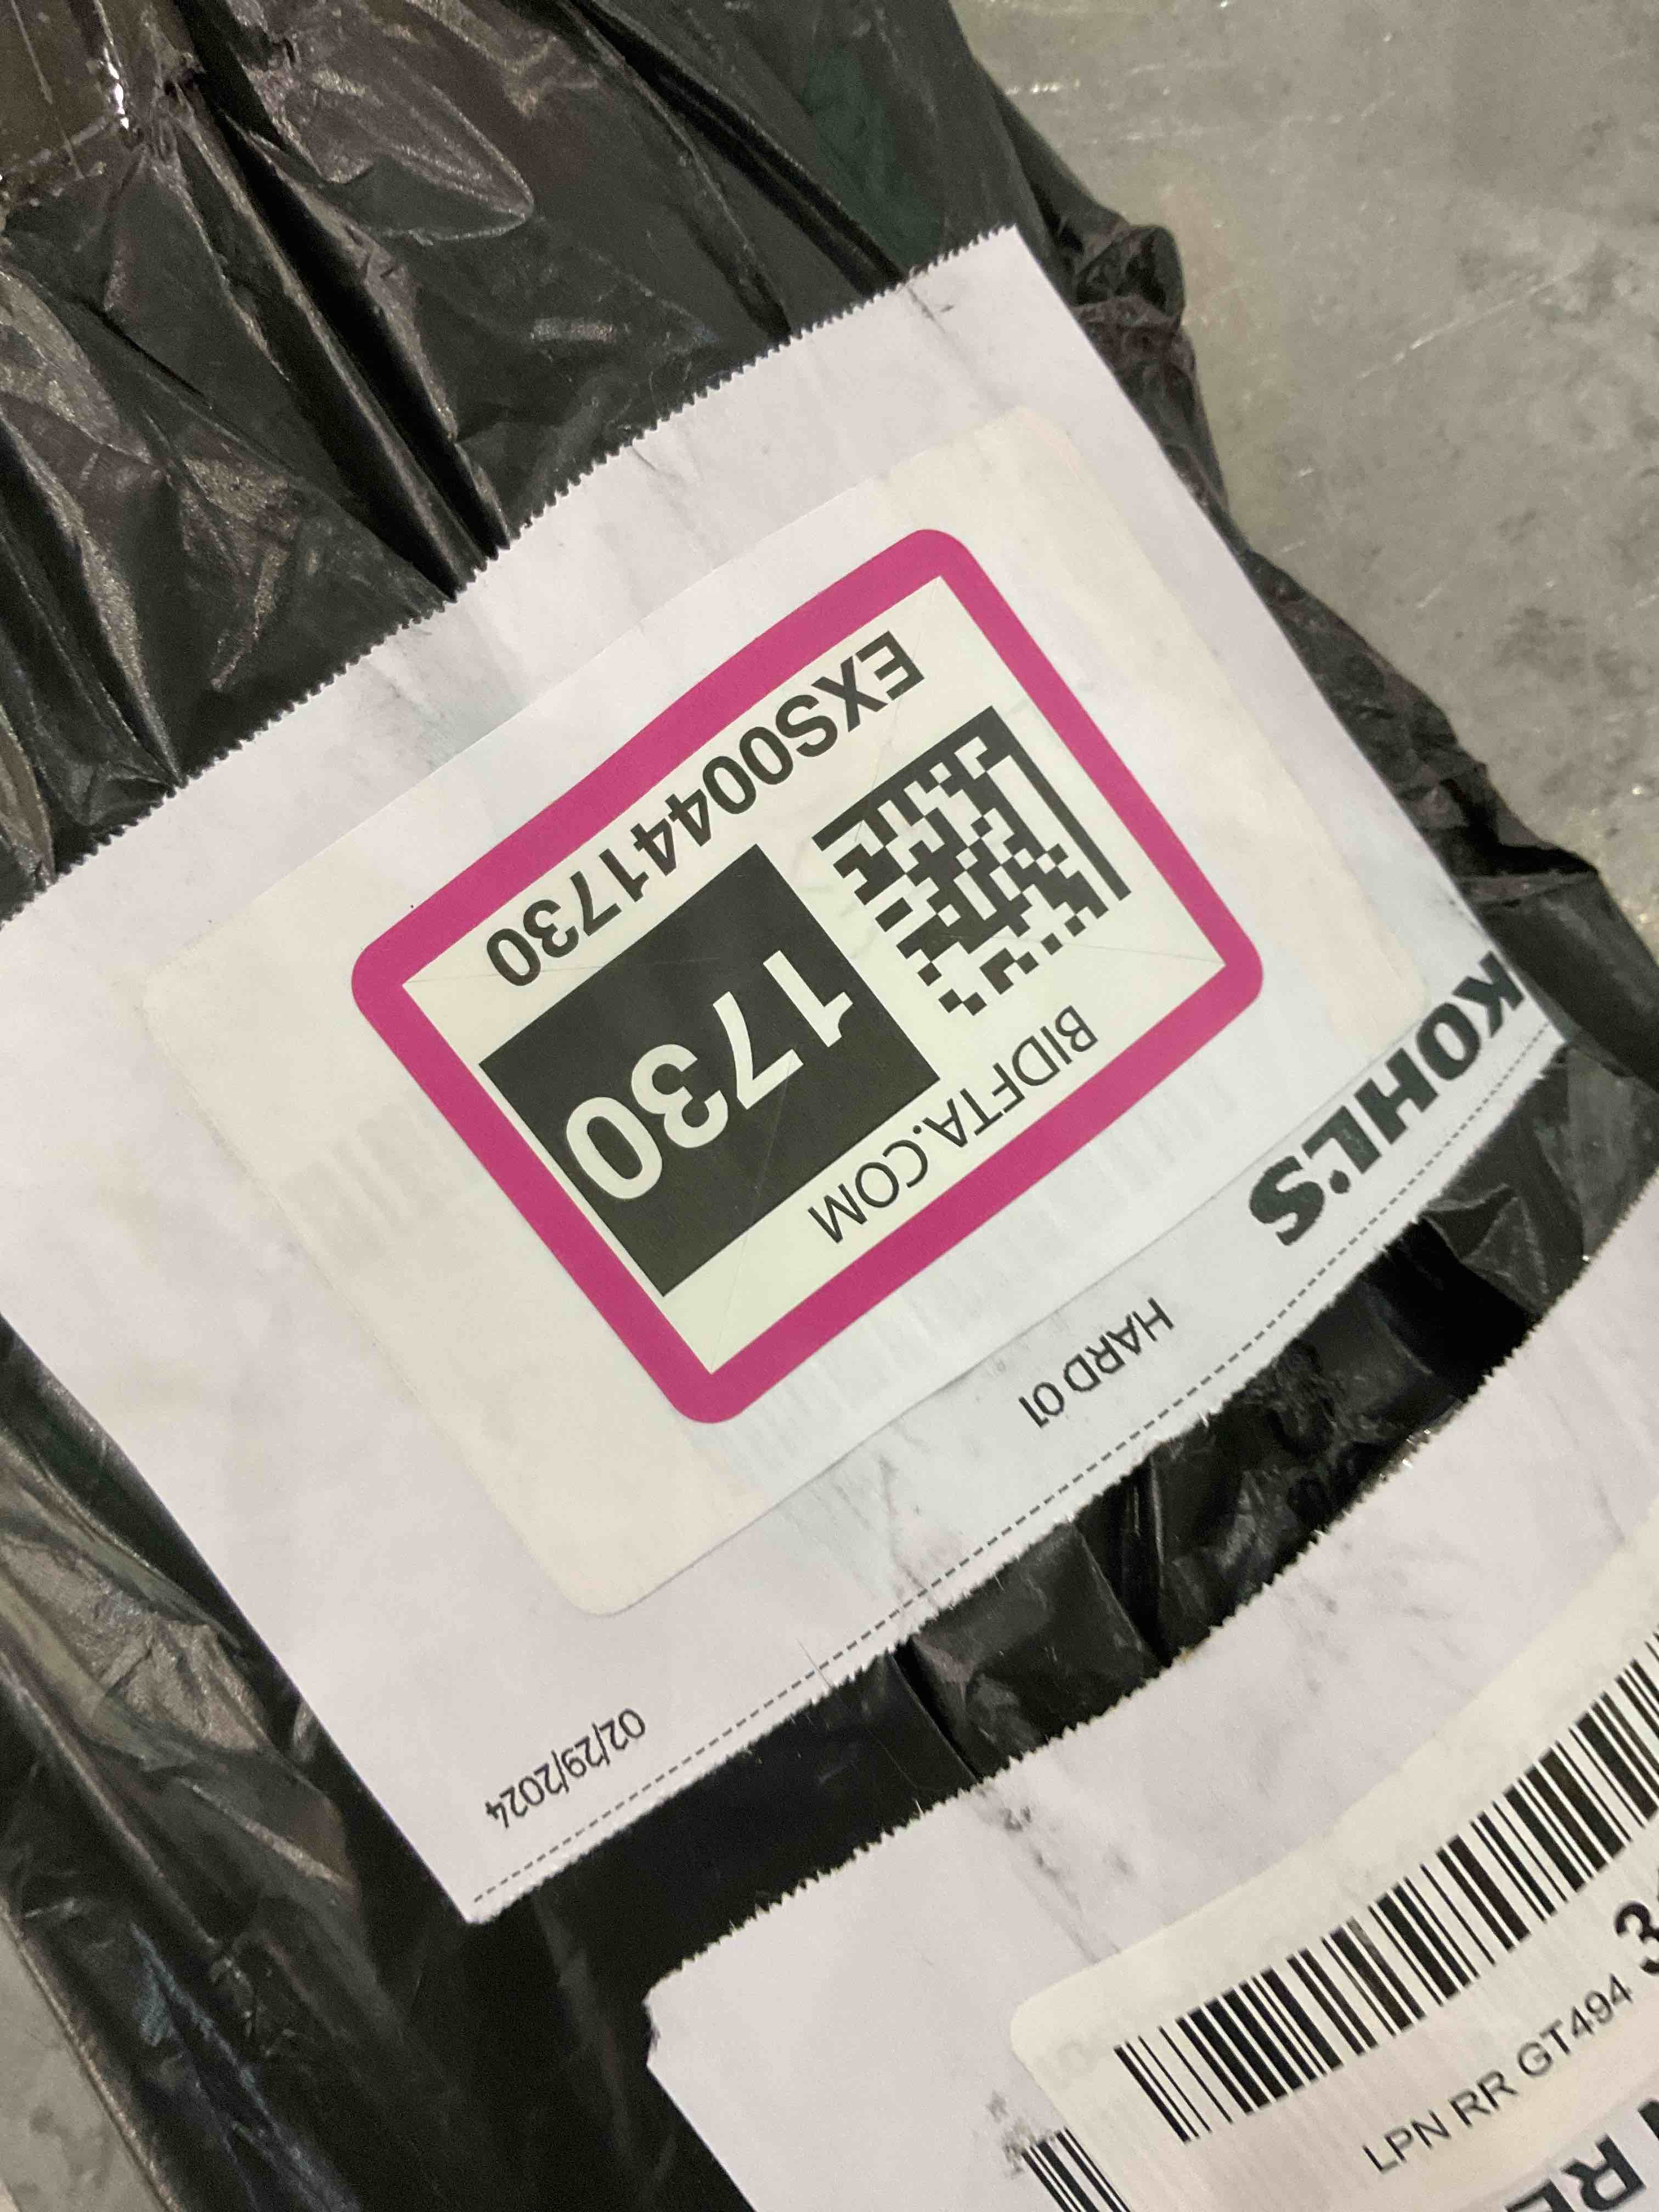 KOHL'S
HARD 01
02/29/2024
BIDFTA.COM
1730
EXS00441730
LPN RR GT494